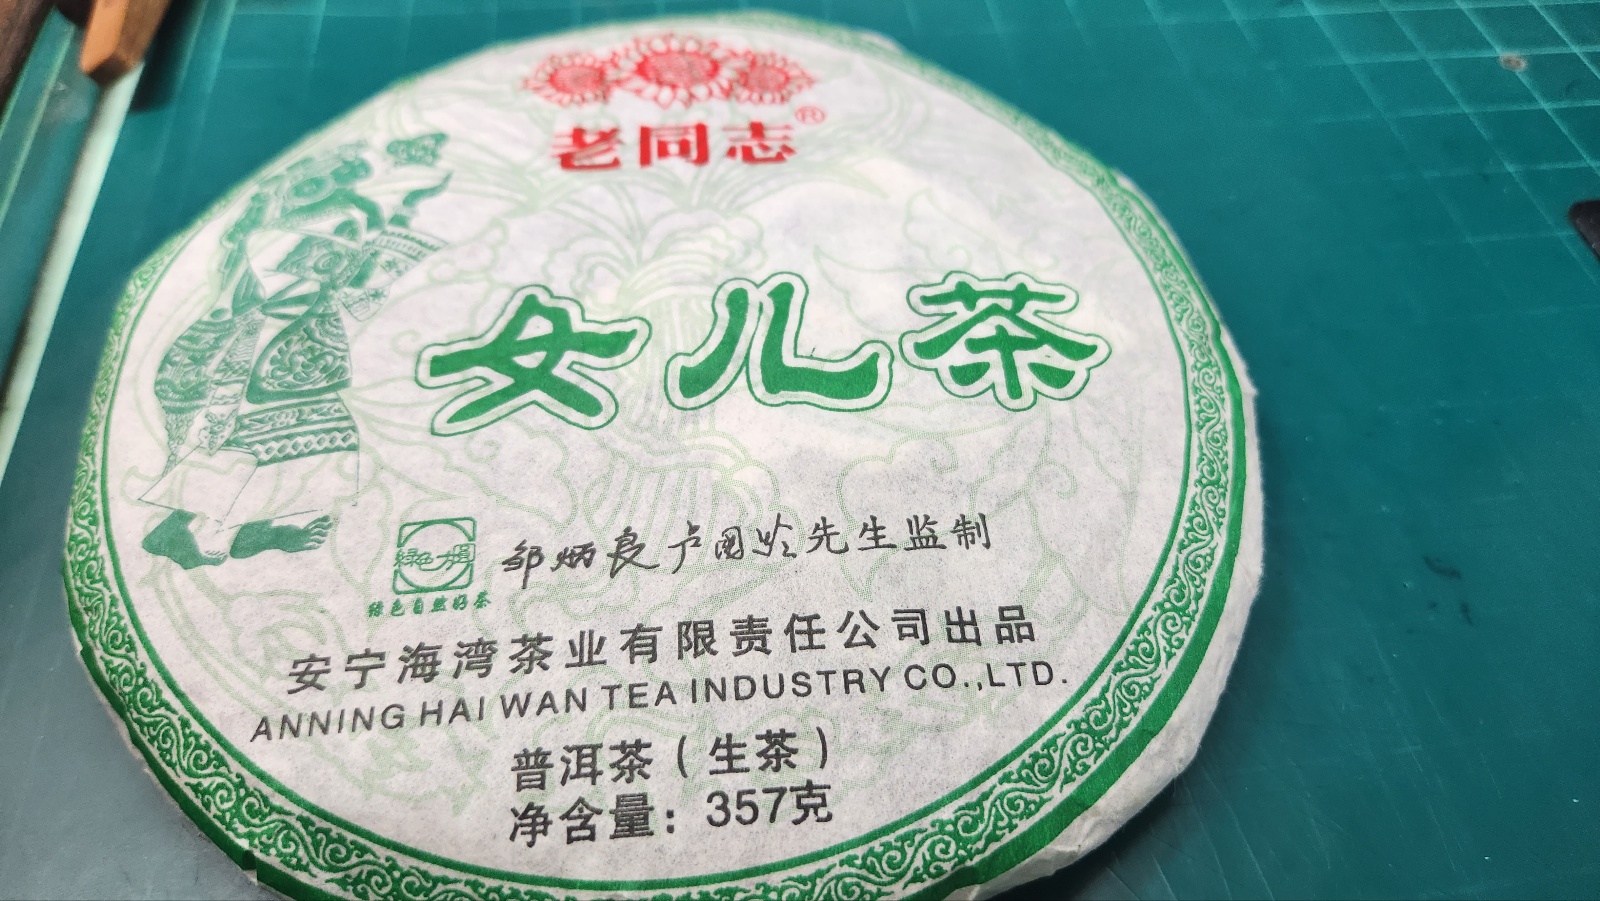 老同志®
女儿茶
绿色自然好茶
邹炳良 卢国岭先生监制
安宁海湾茶业有限责任公司出品
ANNING HAI WAN TEA INDUSTRY CO.,LTD.
普洱茶(生茶)
净含量:357克